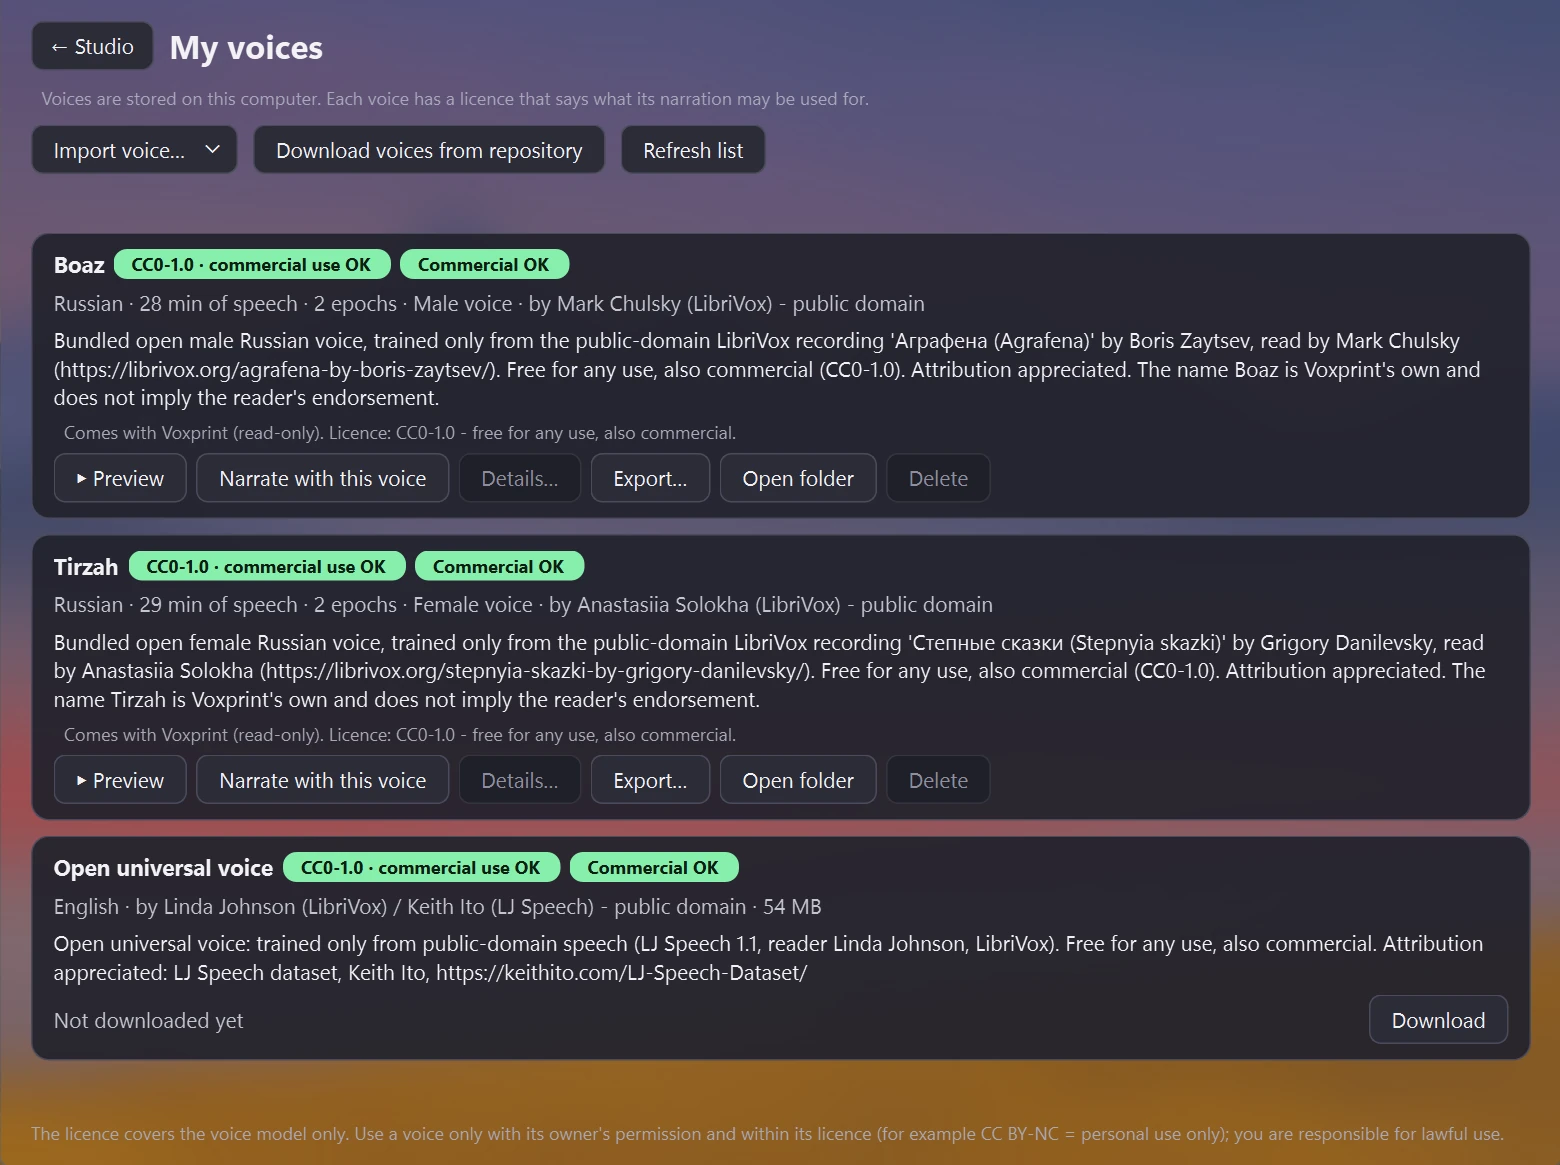 ← Studio My voices
Voices are stored on this computer. Each voice has a licence that says what its narration may be used for.
Import voice... Download voices from repository Refresh list
Boaz CC0-1.0 · commercial use OK Commercial OK
Russian · 28 min of speech · 2 epochs · Male voice · by Mark Chulsky (LibriVox) - public domain
Bundled open male Russian voice, trained only from the public-domain LibriVox recording 'Аграфена (Agrafena)' by Boris Zaytsev, read by Mark Chulsky
(https://librivox.org/agrafena-by-boris-zaytsev/). Free for any use, also commercial (CC0-1.0). Attribution appreciated. The name Boaz is Voxprint's own and
does not imply the reader's endorsement.
Comes with Voxprint (read-only). Licence: CC0-1.0 - free for any use, also commercial.
▶ Preview Narrate with this voice Details... Export... Open folder Delete
Tirzah CC0-1.0 · commercial use OK Commercial OK
Russian · 29 min of speech · 2 epochs · Female voice · by Anastasiia Solokha (LibriVox) - public domain
Bundled open female Russian voice, trained only from the public-domain LibriVox recording 'Степные сказки (Stepnyia skazki)' by Grigory Danilevsky, read
by Anastasiia Solokha (https://librivox.org/stepnyia-skazki-by-grigory-danilevsky/). Free for any use, also commercial (CC0-1.0). Attribution appreciated. The
name Tirzah is Voxprint's own and does not imply the reader's endorsement.
Comes with Voxprint (read-only). Licence: CC0-1.0 - free for any use, also commercial.
▶ Preview Narrate with this voice Details... Export... Open folder Delete
Open universal voice CC0-1.0 · commercial use OK Commercial OK
English · by Linda Johnson (LibriVox) / Keith Ito (LJ Speech) - public domain · 54 MB
Open universal voice: trained only from public-domain speech (LJ Speech 1.1, reader Linda Johnson, LibriVox). Free for any use, also commercial. Attribution
appreciated: LJ Speech dataset, Keith Ito, https://keithito.com/LJ-Speech-Dataset/
Not downloaded yet Download
The licence covers the voice model only. Use a voice only with its owner's permission and within its licence (for example CC BY-NC = personal use only); you are responsible for lawful use.